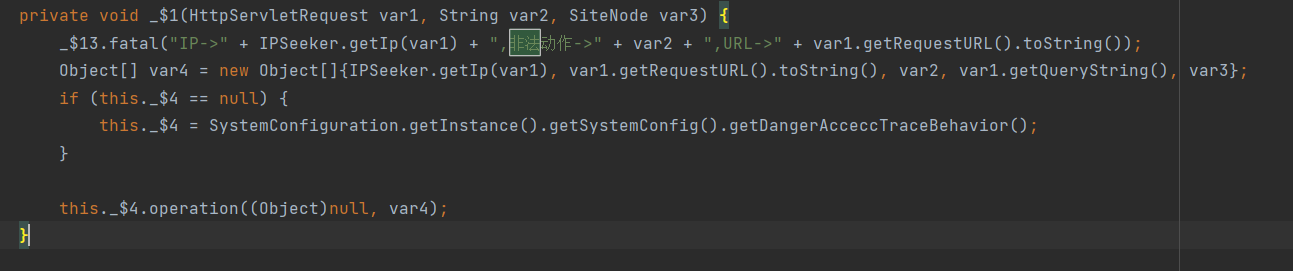 private void _$1(HttpServletRequest var1, String var2, SiteNode var3) {
_$13.fatal("IP->" + IPSeeker.getIp(var1) + ",非法动作->" + var2 + ",URL->" + var1.getRequestURL().toString());
Object[] var4 = new Object[]{IPSeeker.getIp(var1), var1.getRequestURL().toString(), var2, var1.getQueryString(), var3};
if (this._$4 == null) {
this._$4 = SystemConfiguration.getInstance().getSystemConfig().getDangerAcceccTraceBehavior();
}
this._$4.operation((Object)null, var4);
}